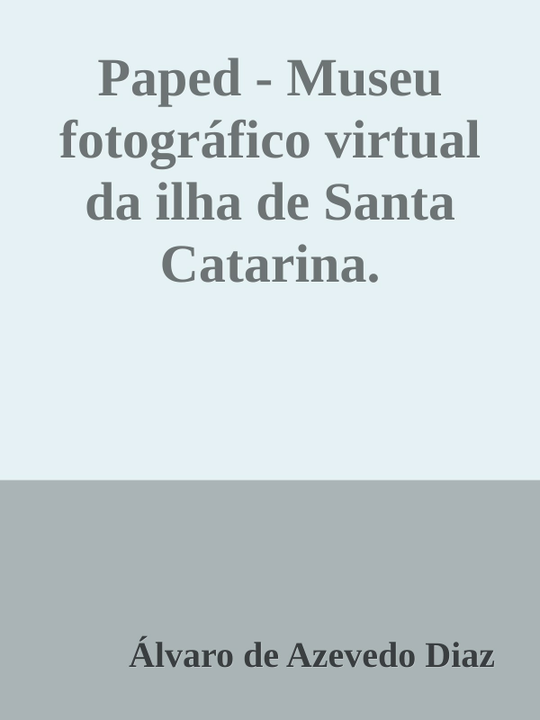 Paped - Museu
fotográfico virtual
da ilha de Santa
Catarina.
Álvaro de Azevedo Diaz